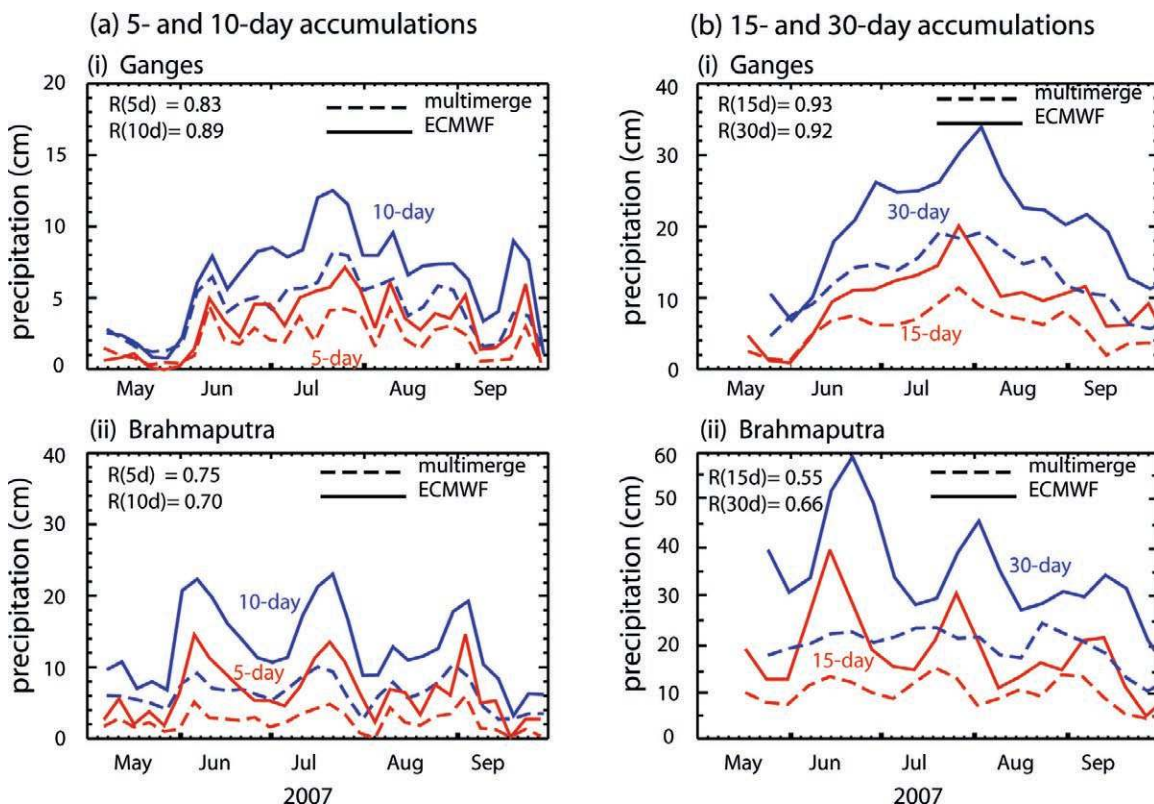 (a) 5- and 10-day accumulations
(i) Ganges
20
15
10
5
0
precipitation (cm)
R(5d) = 0.83
R(10d)= 0.89
multimerge
ECMWF
10-day
5-day
May Jun Jul Aug Sep
(ii) Brahmaputra
40
30
20
10
0
precipitation (cm)
R(5d) = 0.75
R(10d)= 0.70
multimerge
ECMWF
10-day
5-day
May Jun Jul Aug Sep
2007
(b) 15- and 30-day accumulations
(i) Ganges
40
30
20
10
0
precipitation (cm)
R(15d)= 0.93
R(30d)= 0.92
multimerge
ECMWF
30-day
15-day
May Jun Jul Aug Sep
(ii) Brahmaputra
60
50
40
30
20
10
0
precipitation (cm)
R(15d)= 0.55
R(30d)= 0.66
multimerge
ECMWF
30-day
15-day
May Jun Jul Aug Sep
2007